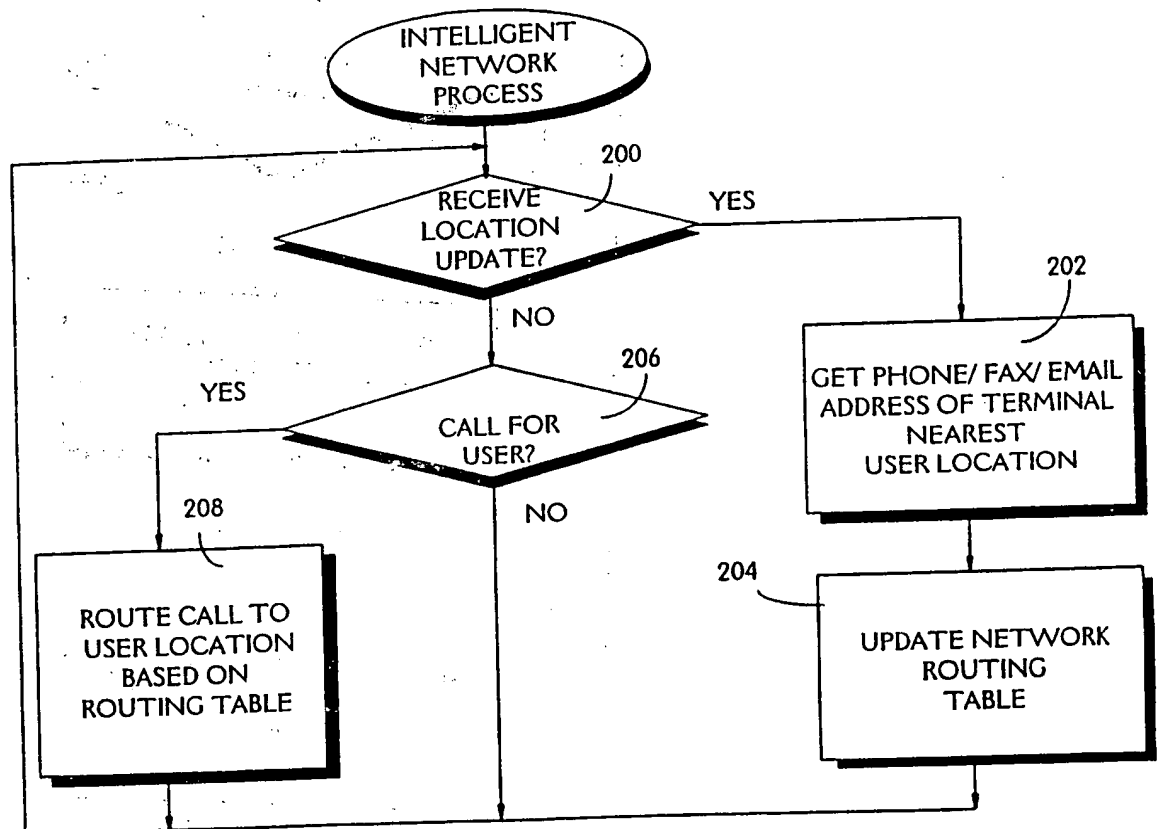 INTELLIGENT
NETWORK
PROCESS
200
RECEIVE
LOCATION
UPDATE?
YES
NO
202
GET PHONE/ FAX/ EMAIL
ADDRESS OF TERMINAL
NEAREST
USER LOCATION
206
YES
CALL FOR
USER?
NO
208
ROUTE CALL TO
USER LOCATION
BASED ON
ROUTING TABLE
204
UPDATE NETWORK
ROUTING
TABLE